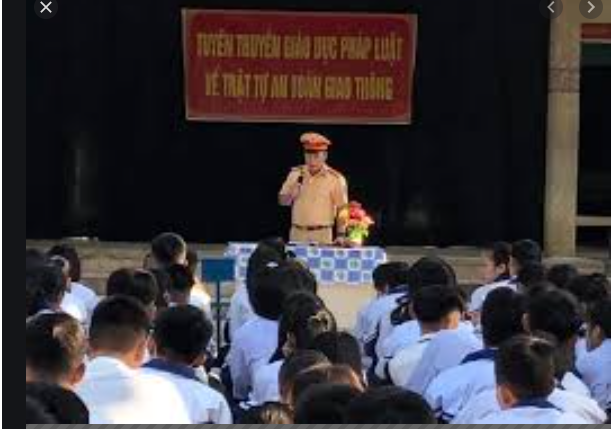 TUYÊN TRUYỀN GIÁO DỤC PHÁP LUẬT
VỀ TRẬT TỰ AN TOÀN GIAO THÔNG